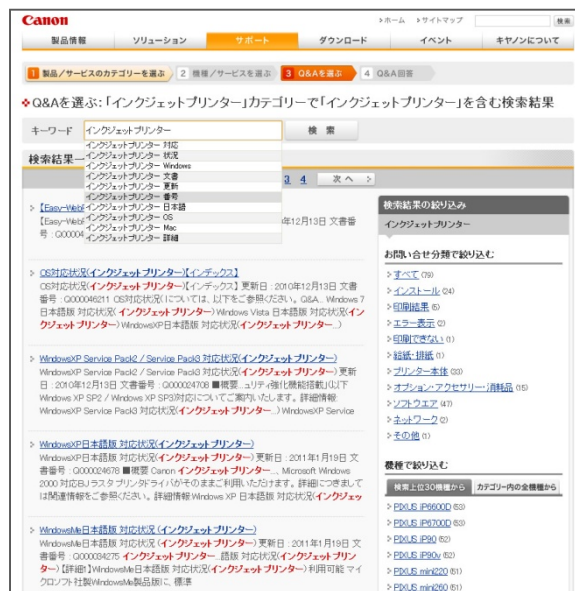 Canon
>ホーム >サイトマップ 検索
製品情報 ソリューション サポート ダウンロード イベント キヤノンについて
1 製品/サービスのカテゴリーを選ぶ 2 機種/サービスを選ぶ 3 Q&Aを選ぶ 4 Q&A回答
Q&Aを選ぶ:「インクジェットプリンター」カテゴリーで「インクジェットプリンター」を含む検索結果
キーワード インクジェットプリンター 検 索
インクジェットプリンター 対応
インクジェットプリンター 状況
インクジェットプリンター Windows
インクジェットプリンター 文書
インクジェットプリンター 更新
インクジェットプリンター 番号
インクジェットプリンター 日本語
インクジェットプリンター OS
インクジェットプリンター Mac
インクジェットプリンター 詳細
検索結果一
3 4 次へ >
> 【Easy-Web
【Easy-Web 年12月13日 文書番
号 : Q00004
> OS対応状況(インクジェットプリンター)【インデックス】
OS対応状況(インクジェットプリンター)【インデックス】 更新日 : 2010年12月13日 文書
番号 : Q000046211 OS対応状況については、以下をご参照ください。 Q&A... Windows 7
日本語版 対応状況( インクジェットプリンター) Windows Vista 日本語版 対応状況(イン
クジェットプリンター) WindowsXP日本語版 対応状況(インクジェットプリンター...)
> WindowsXP Service Pack2 / Service Pack3 対応状況(インクジェットプリンター)
WindowsXP Service Pack2 / Service Pack3 対応状況(インクジェットプリンター) 更新
日 : 2010年12月13日 文書番号 : Q000024708 ■概要...ュリティ強化機能搭載)(以下
Windows XP SP2 / Windows XP SP3)対応についてご案内いたします。 詳細情報
WindowsXP Service Pack3 対応状況(インクジェットプリンター...) WindowsXP Service
> WindowsXP日本語版 対応状況(インクジェットプリンター)
WindowsXP日本語版 対応状況(インクジェットプリンター) 更新日 : 2011年1月19日 文
書番号 : Q000024678 ■概要 Canon インクジェットプリンター..., Microsoft Windows
2000 対応BJラスタプリンタドライバがそのままご利用いただけます。詳細につきまして
は関連情報をご参照ください。 詳細情報 Windows XP 日本語版 対応状況(インクジェッ
> WindowsMe日本語版 対応状況(インクジェットプリンター)
WindowsMe日本語版 対応状況(インクジェットプリンター) 更新日 : 2011年1月19日 文
書番号 : Q000034275 インクジェットプリンター...語版 対応状況(インクジェットプリン
ター) 【詳細1】WindowsMe日本語版 対応状況(インクジェットプリンター) 利用可能 マイ
クロソフト社製WindowsMe製品版に、標準
検索結果の絞り込み
インクジェットプリンター
お問い合せ分類で絞り込む
> すべて (79)
> インストール (24)
> 印刷結果 (6)
> エラー表示 (2)
> 印刷できない (1)
> 給紙・排紙 (1)
> プリンター本体 (33)
> オプション・アクセサリー・消耗品 (15)
> ソフトウエア (47)
> ネットワーク (2)
> その他 (1)
機種で絞り込む
検索上位30機種から カテゴリー内の全機種から
> PIXUS iP6600D (53)
> PIXUS iP6700D (53)
> PIXUS iP90 (52)
> PIXUS iP90v (52)
> PIXUS mini220 (51)
> PIXUS mini260 (51)